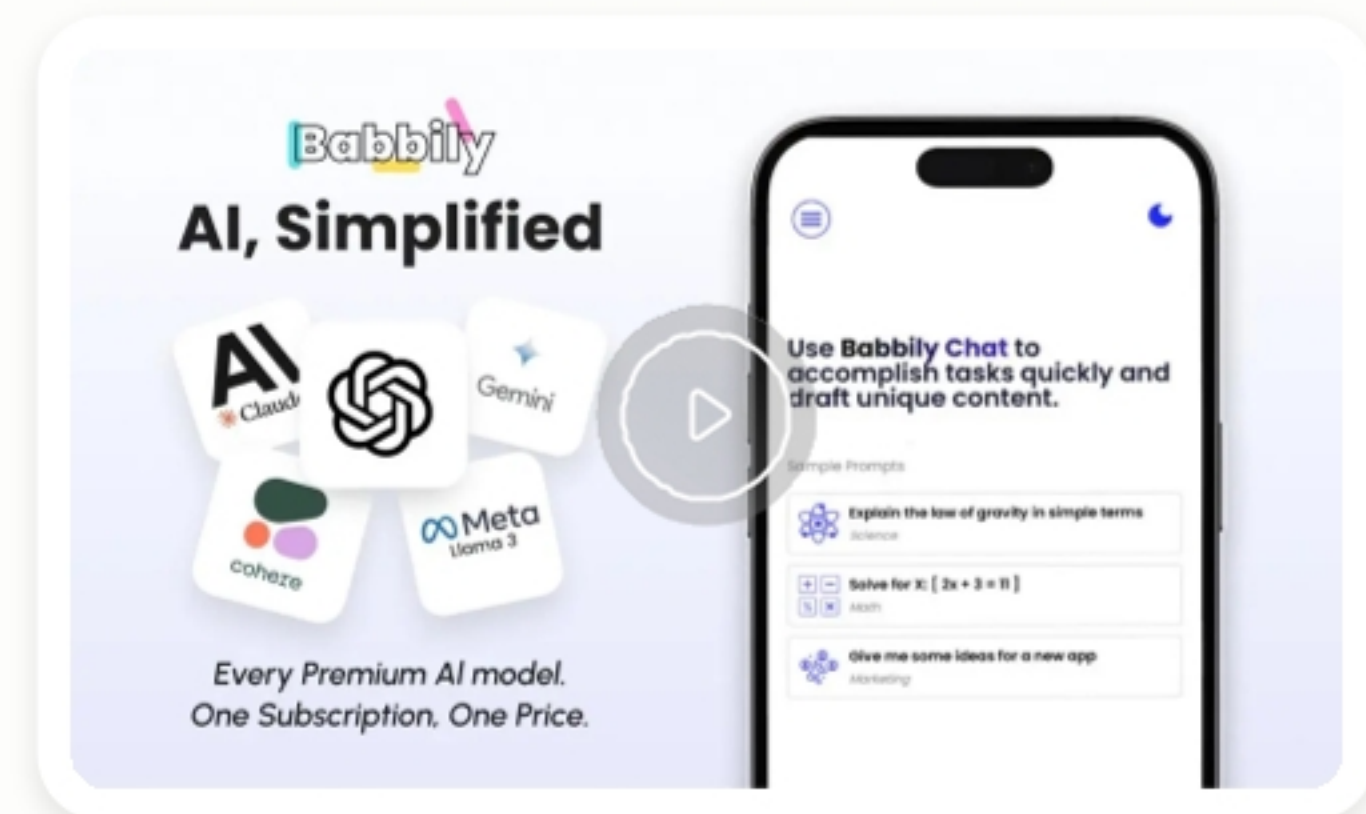 Babbily
AI, Simplified
AI
Claude
Gemini
cohere
Meta
Llama 3
Every Premium AI model.
One Subscription, One Price.
Use Babbily Chat to
accomplish tasks quickly and
draft unique content.
Sample Prompts
Explain the law of gravity in simple terms
Science
Solve for X: [ 2x + 3 = 11 ]
Math
Give me some ideas for a new app
Marketing